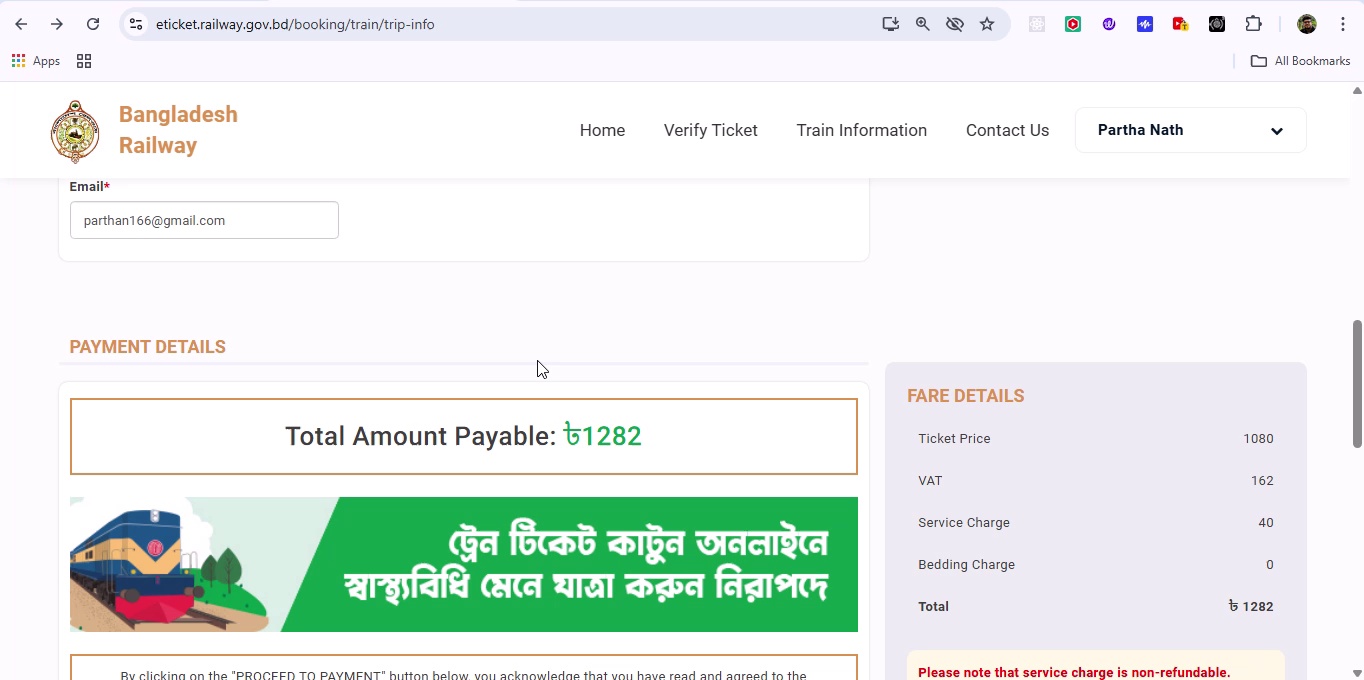 eticket.railway.gov.bd/booking/train/trip-info
Apps
All Bookmarks
Bangladesh
Railway
Home
Verify Ticket
Train Information
Contact Us
Partha Nath
Email*
parthan166@gmail.com
PAYMENT DETAILS
Total Amount Payable: ৳1282
ট্রেন টিকেট কাটুন অনলাইনে
স্বাস্থ্যবিধি মেনে যাত্রা করুন নিরাপদে
By clicking on the "PROCEED TO PAYMENT" button below, you acknowledge that you have read and agreed to the
FARE DETAILS
Ticket Price 1080
VAT 162
Service Charge 40
Bedding Charge 0
Total ৳ 1282
Please note that service charge is non-refundable.